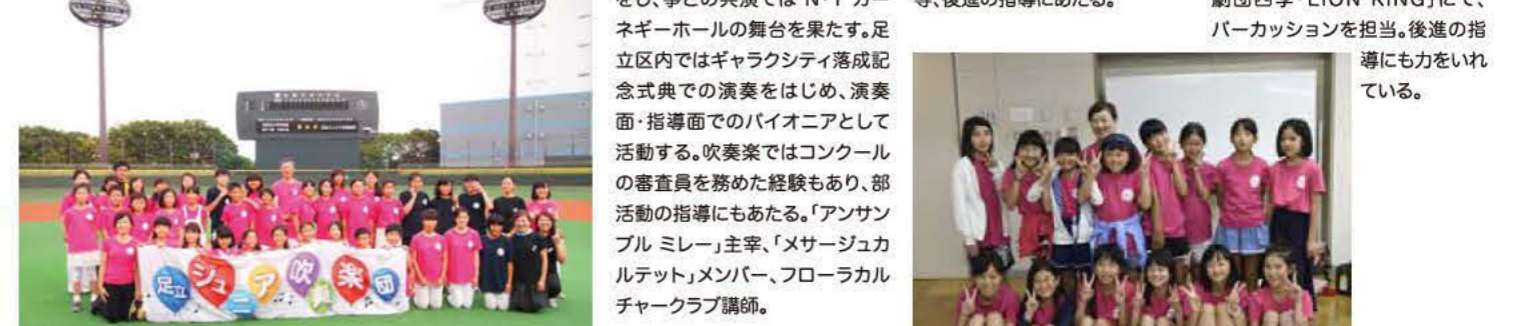 をし、箏との共演では N・Y カー
ネギーホールの舞台を果たす。足
立区内ではギャラクシティ落成記
念式典での演奏をはじめ、演奏
面・指導面でのパイオニアとして
活動する。吹奏楽ではコンクール
の審査員を務めた経験もあり、部
活動の指導にもあたる。「アンサン
ブル ミレー」主宰、「メサージュカ
ルテット」メンバー、フローラカル
チャークラブ講師。
等、後進の指導にあたる。
劇団四季「LION KING」にて、
パーカッションを担当。後進の指
導にも力をいれ
ている。
足立ジュニア吹奏楽団